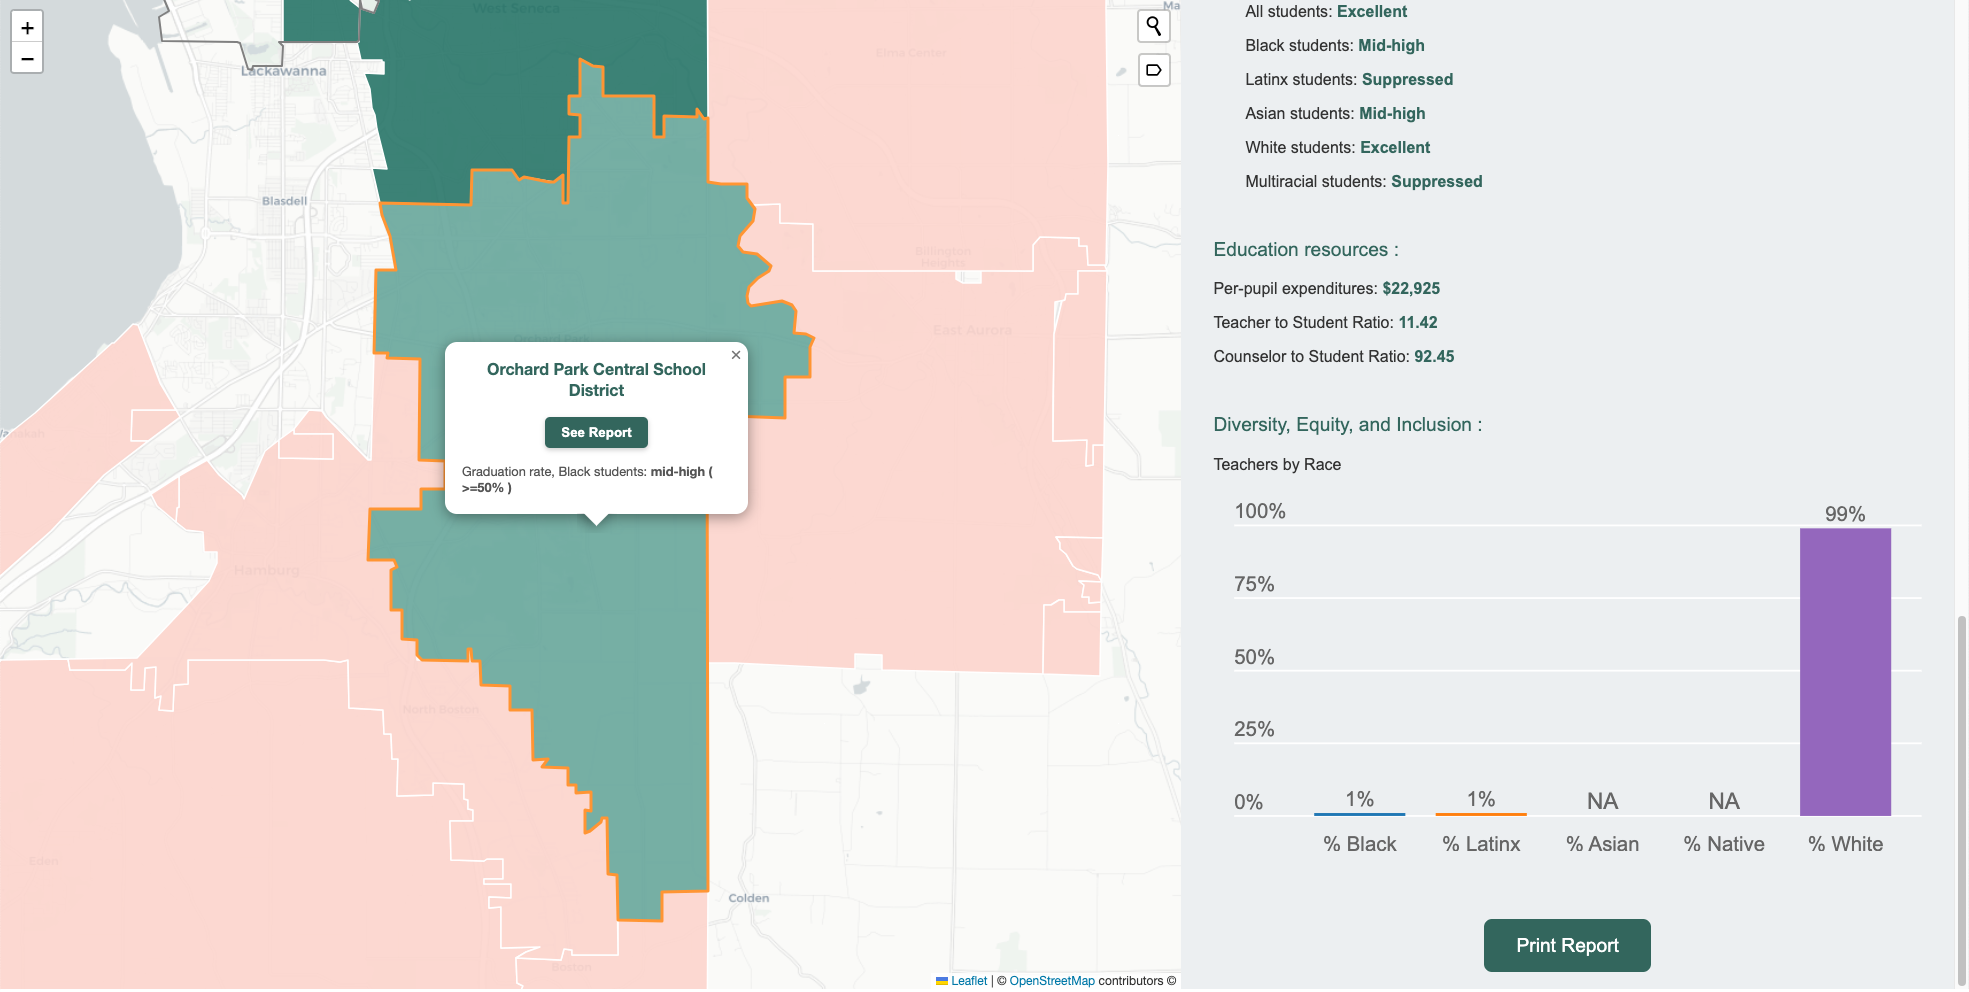 +
−
West Seneca
Ma
Elma Center
Lackawanna
Blasdell
Billington
Heights
East Aurora
Orchard Park
×
Orchard Park Central School
District
See Report
Graduation rate, Black students: mid-high (
>=50% )
Hamburg
North Boston
Eden
Colden
Boston
Leaflet | © OpenStreetMap contributors ©
All students: Excellent
Black students: Mid-high
Latinx students: Suppressed
Asian students: Mid-high
White students: Excellent
Multiracial students: Suppressed
Education resources :
Per-pupil expenditures: $22,925
Teacher to Student Ratio: 11.42
Counselor to Student Ratio: 92.45
Diversity, Equity, and Inclusion :
Teachers by Race
100%
75%
50%
25%
0%
1%
1%
NA
NA
99%
% Black
% Latinx
% Asian
% Native
% White
Print Report